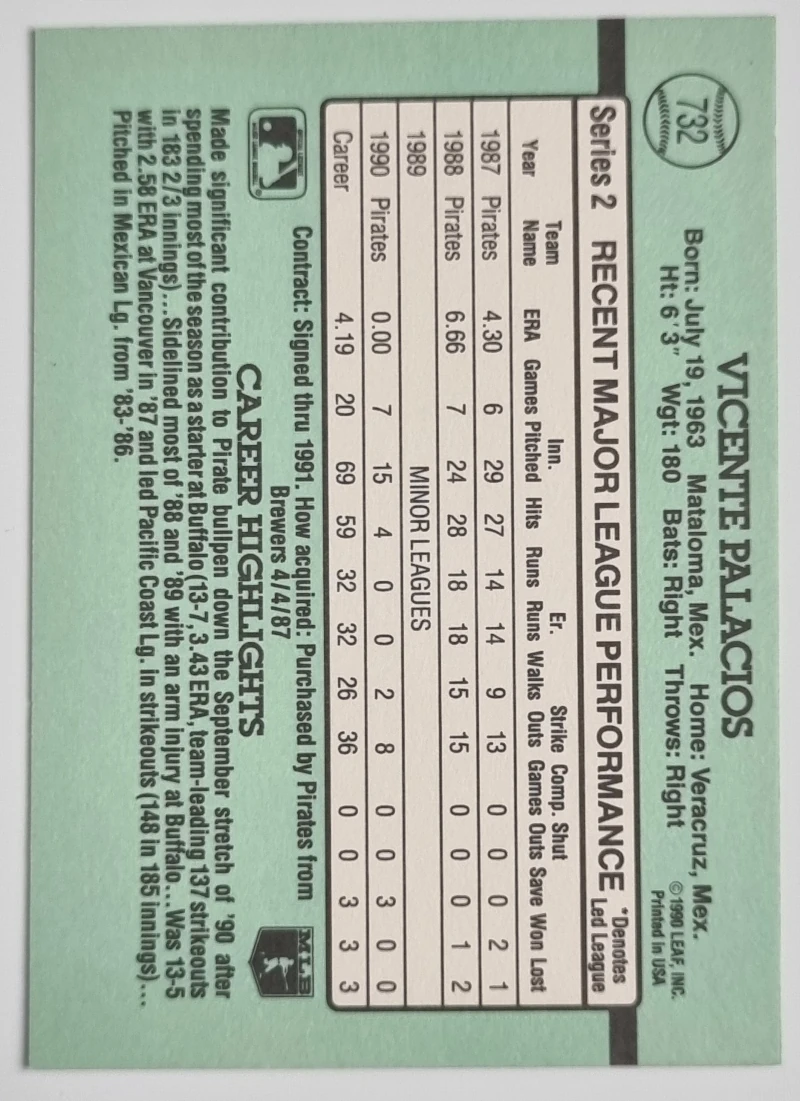 732
VICENTE PALACIOS
Born: July 19, 1963 Mataloma, Mex. Home: Veracruz, Mex.
Ht: 6'3" Wgt: 180 Bats: Right Throws: Right
©1990 LEAF, INC.
Printed in USA
Series 2 RECENT MAJOR LEAGUE PERFORMANCE *Denotes Led League
Team Inn. Er. Strike Comp. Shut
Year Name ERA Games Pitched Hits Runs Runs Walks Outs Games Outs Save Won Lost
1987 Pirates 4.30 6 29 27 14 14 9 13 0 0 0 2 1
1988 Pirates 6.66 7 24 28 18 18 15 15 0 0 0 1 2
1989 MINOR LEAGUES
1990 Pirates 0.00 7 15 4 0 0 2 8 0 0 3 0 0
Career 4.19 20 69 59 32 32 26 36 0 0 3 3 3
Contract: Signed thru 1991. How acquired: Purchased by Pirates from
Brewers 4/4/87
MLB
CAREER HIGHLIGHTS
Made significant contribution to Pirate bullpen down the September stretch of '90 after
spending most of the season as a starter at Buffalo (13-7, 3.43 ERA, team-leading 137 strikeouts
in 183 2/3 innings)...Sidelined most of '88 and '89 with an arm injury at Buffalo...Was 13-5
with 2.58 ERA at Vancouver in '87 and led Pacific Coast Lg. in strikeouts (148 in 185 innings)...
Pitched in Mexican Lg. from '83-'86.